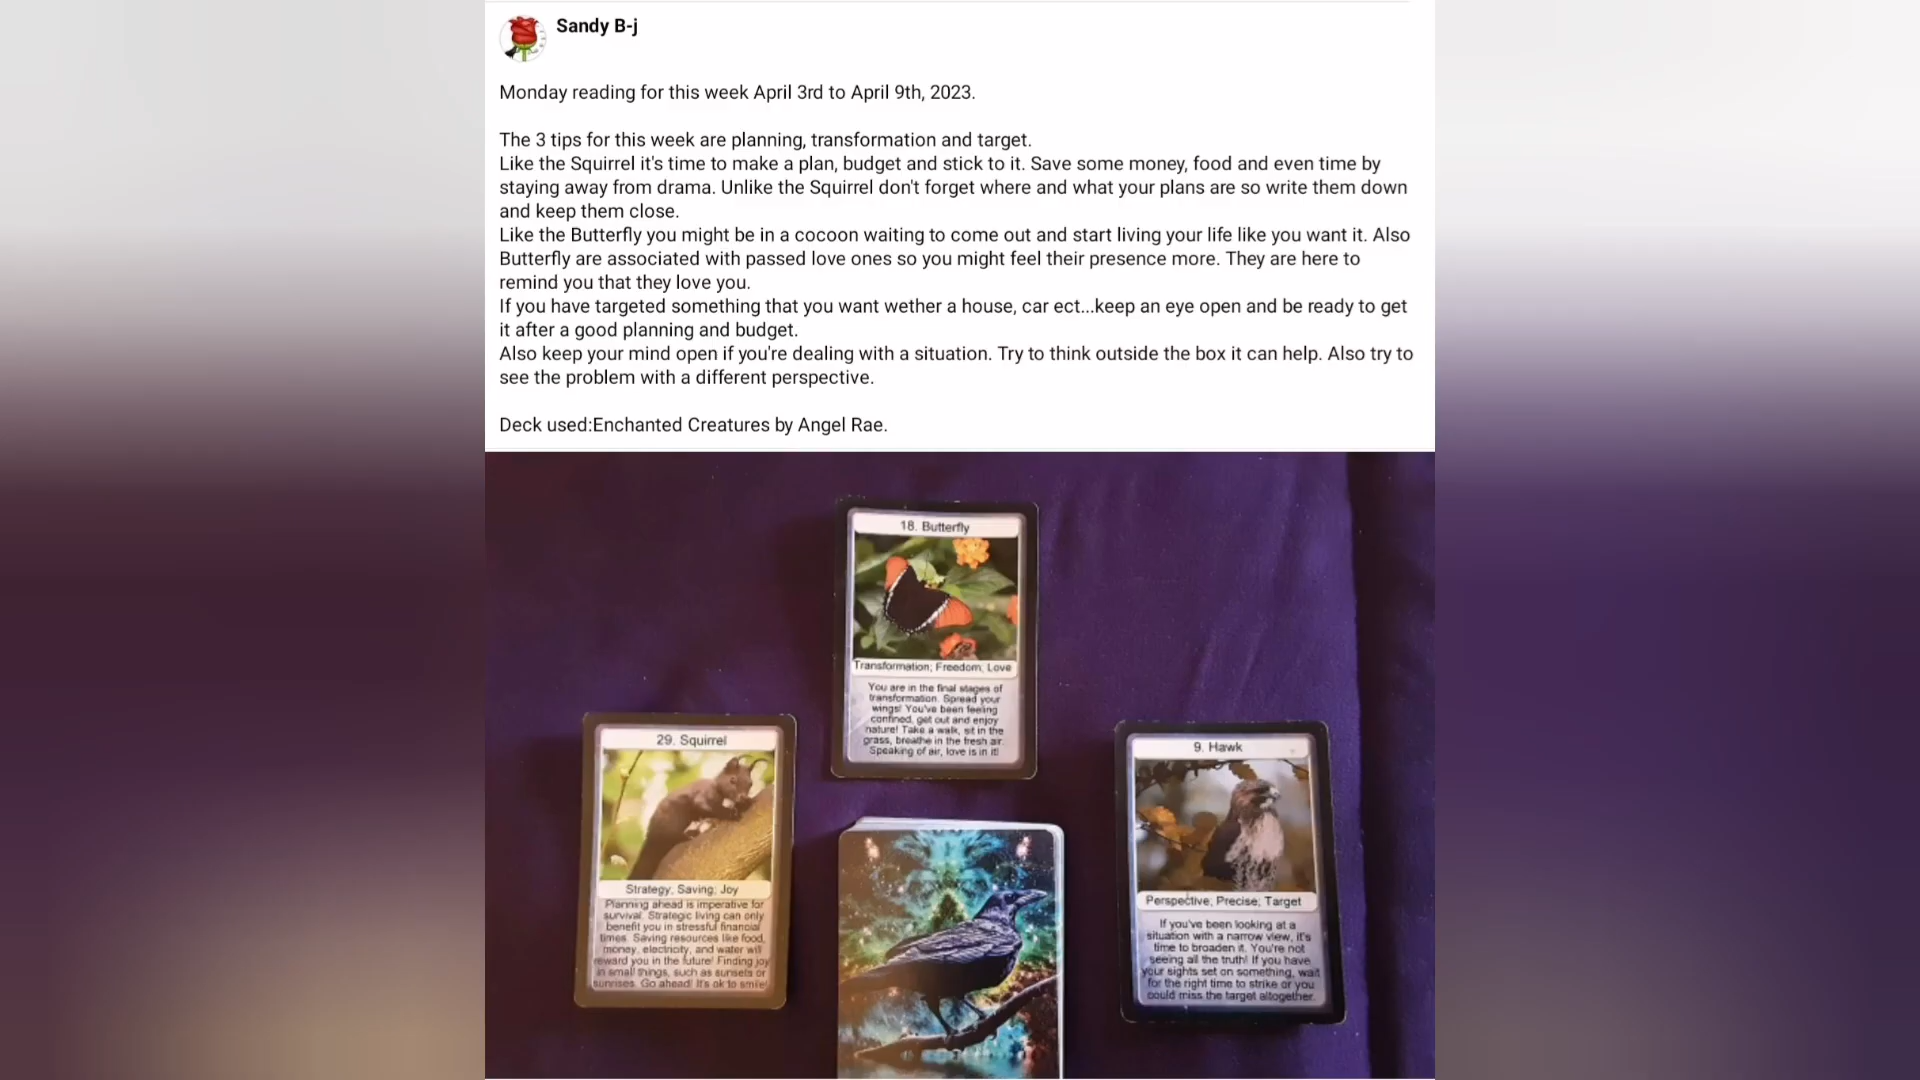 Sandy B-j
Monday reading for this week April 3rd to April 9th, 2023.
The 3 tips for this week are planning, transformation and target.
Like the Squirrel it's time to make a plan, budget and stick to it. Save some money, food and even time by
staying away from drama. Unlike the Squirrel don't forget where and what your plans are so write them down
and keep them close.
Like the Butterfly you might be in a cocoon waiting to come out and start living your life like you want it. Also
Butterfly are associated with passed love ones so you might feel their presence more. They are here to
remind you that they love you.
If you have targeted something that you want wether a house, car ect...keep an eye open and be ready to get
it after a good planning and budget.
Also keep your mind open if you're dealing with a situation. Try to think outside the box it can help. Also try to
see the problem with a different perspective.
Deck used:Enchanted Creatures by Angel Rae.
18. Butterfly
Transformation; Freedom; Love
You are in the final stages of
transformation. Spread your
wings! You've been feeling
confined, get out and enjoy
nature! Take a walk, sit in the
grass, breathe in the fresh air.
Speaking of air, love is in it!
29. Squirrel
Strategy; Saving; Joy
Planning ahead is imperative for
survival. Strategic living can only
benefit you in stressful financial
times. Saving resources like food,
money, electricity, and water will
reward you in the future! Finding joy
in small things, such as sunsets or
sunrises. Go ahead! It's ok to smile!
9. Hawk
Perspective; Precise; Target
If you've been looking at a
situation with a narrow view, it's
time to broaden it. You're not
seeing all the truth! If you have
your sights set on something, wait
for the right time to strike or you
could miss the target altogether.